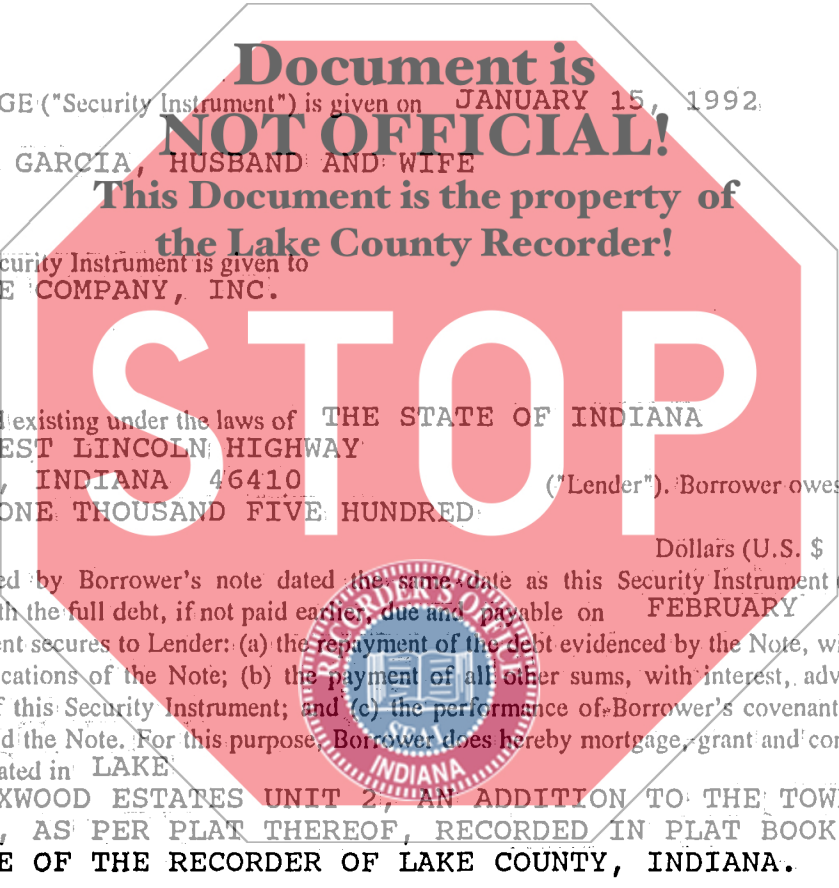 Document is
GE ("Security Instrument") is given on JANUARY 15, 1992
NOT OFFICIAL!
GARCIA, HUSBAND AND WIFE
This Document is the property of
the Lake County Recorder!
curity Instrument is given to
E COMPANY, INC.
STOP
existing under the laws of THE STATE OF INDIANA
EST LINCOLN HIGHWAY
, INDIANA 46410 ("Lender"). Borrower owes
ONE THOUSAND FIVE HUNDRED
Dollars (U.S. $
ed by Borrower's note dated the same date as this Security Instrument (
th the full debt, if not paid earlier, due and payable on FEBRUARY
ent secures to Lender: (a) the repayment of the debt evidenced by the Note, wi
cations of the Note; (b) the payment of all other sums, with interest, adv
f this Security Instrument; and (c) the performance of Borrower's covenant
d the Note. For this purpose, Borrower does hereby mortgage, grant and con
ated in LAKE
RECORDER'S OFFICE
SEAL
INDIANA
XWOOD ESTATES UNIT 2, AN ADDITION TO THE TOW
, AS PER PLAT THEREOF, RECORDED IN PLAT BOOK
E OF THE RECORDER OF LAKE COUNTY, INDIANA.